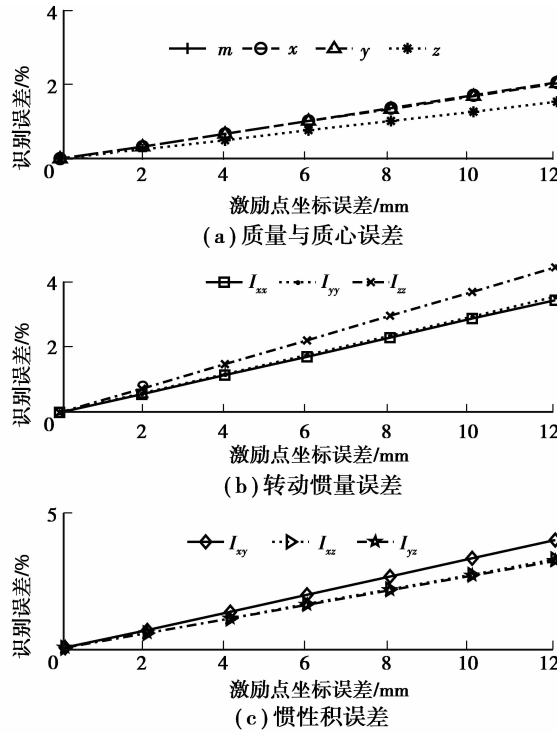 4
m x y z
2
识别误差/%
0
2 4 6 8 10 12
激励点坐标误差/mm
(a)质量与质心误差
4
Ixx Iyy Izz
2
识别误差/%
0
2 4 6 8 10 12
激励点坐标误差/mm
(b)转动惯量误差
5
Ixy Ixz Iyz
识别误差/%
0
2 4 6 8 10 12
激励点坐标误差/mm
(c)惯性积误差